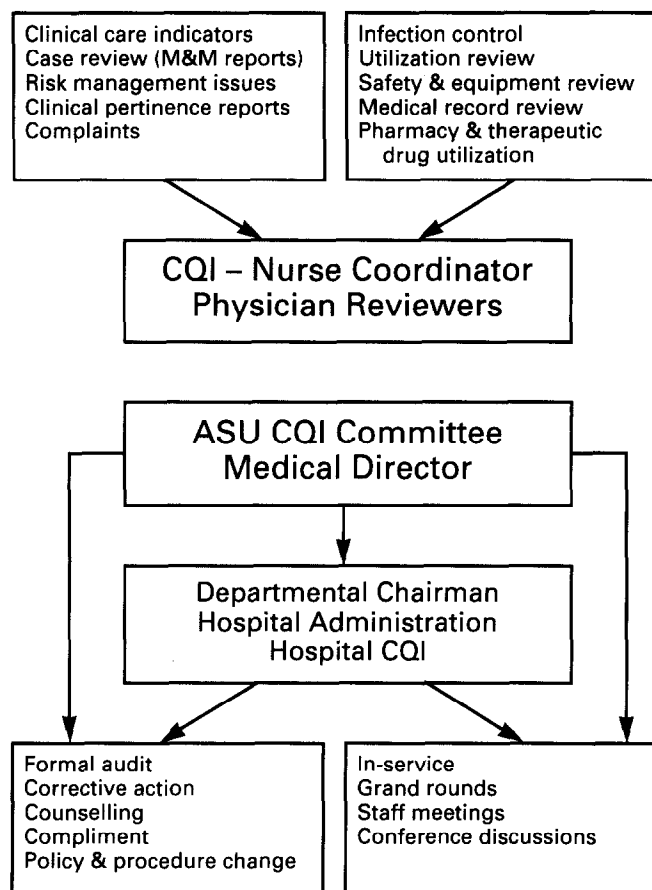 Clinical care indicators
Case review (M&M reports)
Risk management issues
Clinical pertinence reports
Complaints
Infection control
Utilization review
Safety & equipment review
Medical record review
Pharmacy & therapeutic
drug utilization
CQI – Nurse Coordinator
Physician Reviewers
ASU CQI Committee
Medical Director
Departmental Chairman
Hospital Administration
Hospital CQI
Formal audit
Corrective action
Counselling
Compliment
Policy & procedure change
In-service
Grand rounds
Staff meetings
Conference discussions